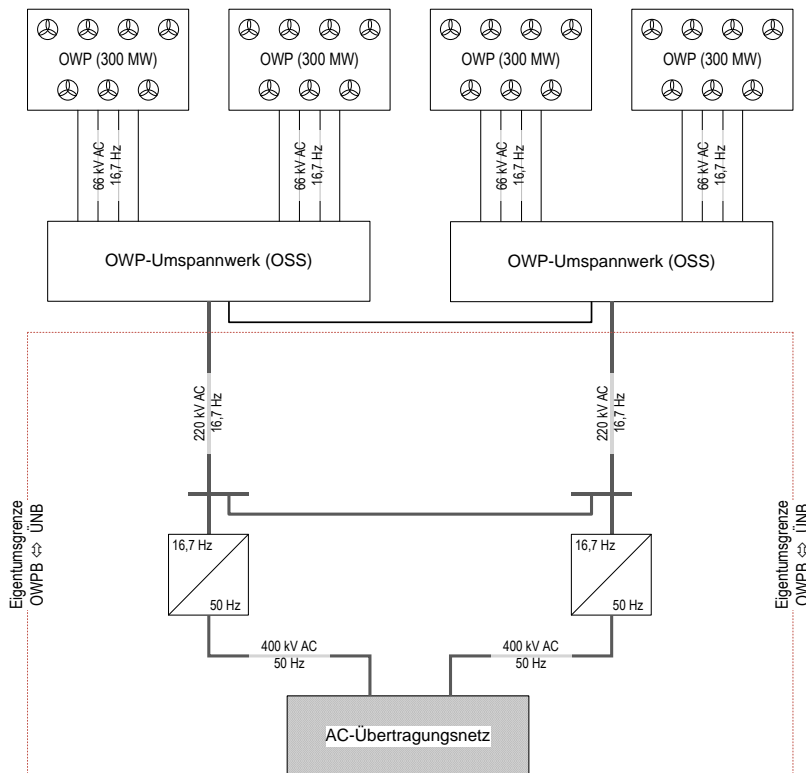 OWP (300 MW)
OWP (300 MW)
OWP (300 MW)
OWP (300 MW)
66 kV AC
16,7 Hz
66 kV AC
16,7 Hz
66 kV AC
16,7 Hz
66 kV AC
16,7 Hz
OWP-Umspannwerk (OSS)
OWP-Umspannwerk (OSS)
220 kV AC
16,7 Hz
220 kV AC
16,7 Hz
Eigentumsgrenze
OWPB ⇔ ÜNB
Eigentumsgrenze
OWPB ⇔ ÜNB
16,7 Hz
50 Hz
16,7 Hz
50 Hz
400 kV AC
50 Hz
400 kV AC
50 Hz
AC-Übertragungsnetz